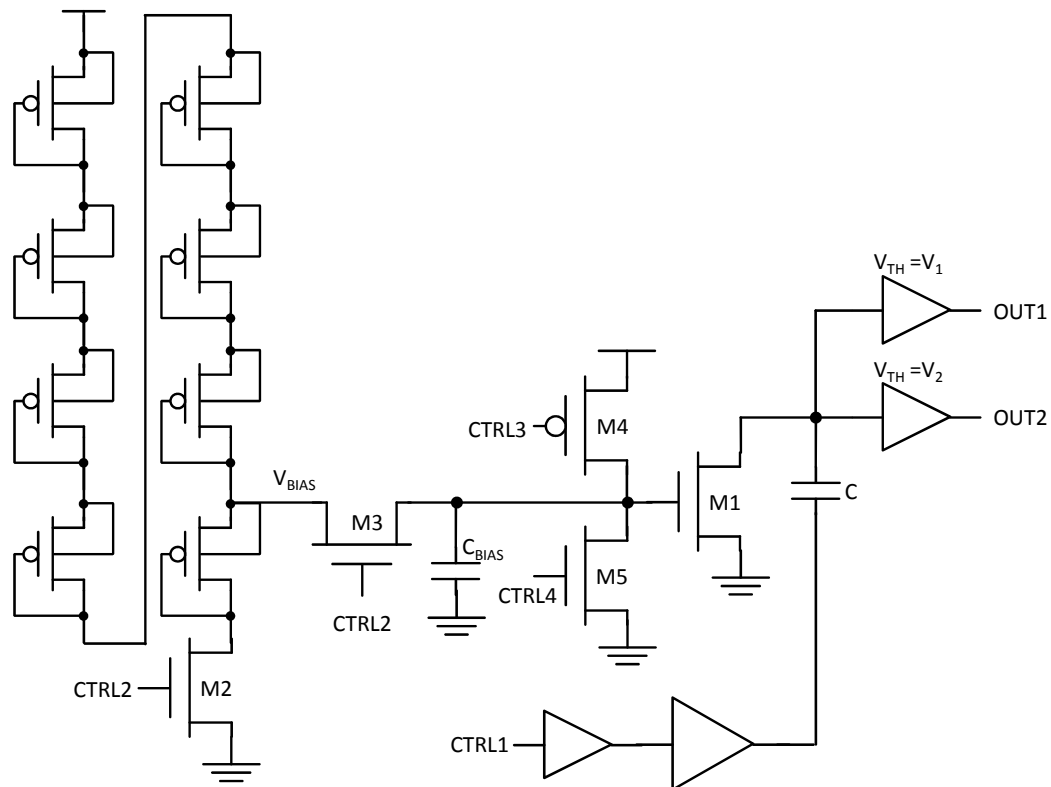 V_TH =V_1
OUT1
V_TH =V_2
OUT2
CTRL3
M4
V_BIAS
M3
M1
C
C_BIAS
M5
CTRL4
CTRL2
CTRL2
M2
CTRL1